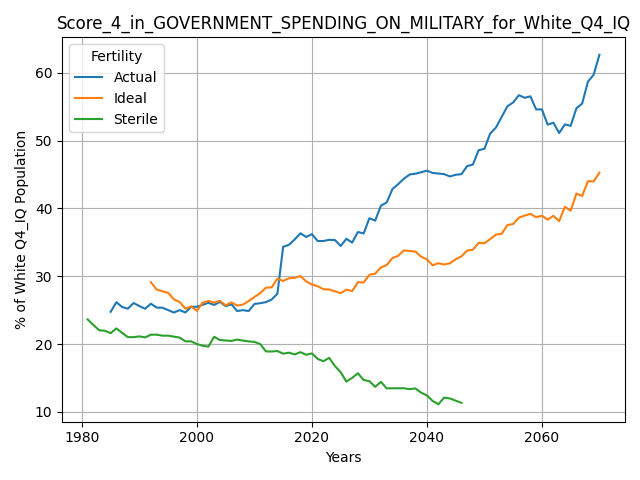 Score_4_in_GOVERNMENT_SPENDING_ON_MILITARY_for_White_Q4_IQ
Fertility
Actual
Ideal
Sterile
% of White Q4_IQ Population
60
50
40
30
20
10
1980
2000
2020
2040
2060
Years